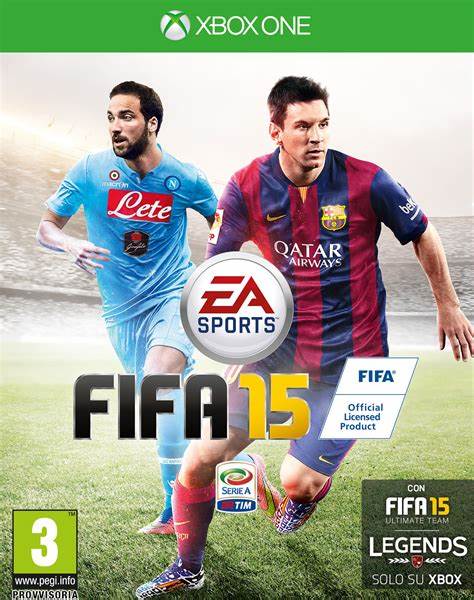 XBOX ONE
Lete
QATAR
AIRWAYS
beko
EA
SPORTS
FIFA 15
FIFA®
Official
Licensed
Product
SERIE A
TIM
CON
FIFA 15
ULTIMATE TEAM
LEGENDS
SOLO SU XBOX
3
www.pegi.info
PROVVISORIA